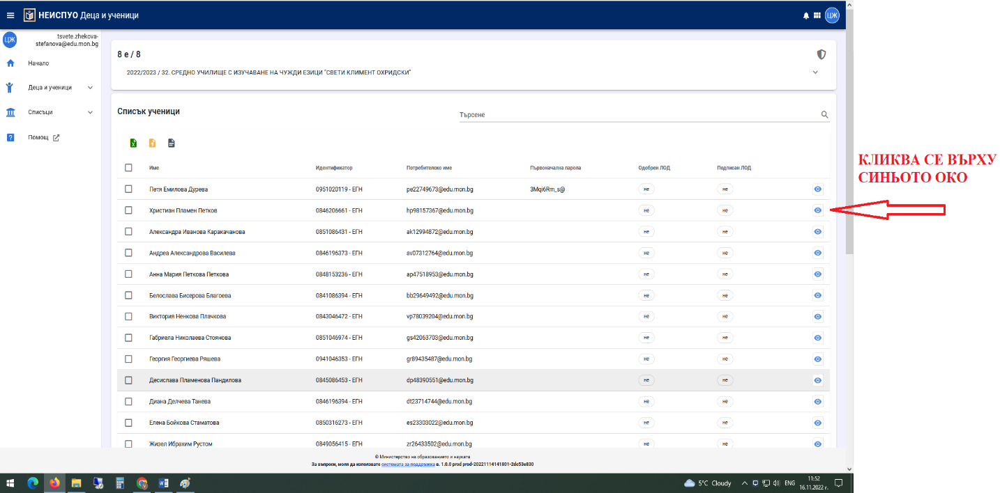 НЕИСПУО Деца и ученици
ЦЖ
ЦЖ
tsvete.zhekova-
stefanova@edu.mon.bg
Начало
Деца и ученици
Списъци
Помощ
8 е / 8
2022/2023 / 32. СРЕДНО УЧИЛИЩЕ С ИЗУЧАВАНЕ НА ЧУЖДИ ЕЗИЦИ "СВЕТИ КЛИМЕНТ ОХРИДСКИ"
Списък ученици
Търсене
Име Идентификатор Потребителско име Първоначална парола Одобрен ЛОД Подписан ЛОД
Петя Емилова Дурева 0951020119 - ЕГН pe22749673@edu.mon.bg 3Mqi6Rm_s@ не не
Христиан Пламен Петков 0846206661 - ЕГН hp98157367@edu.mon.bg не не
Александра Иванова Каракачанова 0851086431 - ЕГН ak12994872@edu.mon.bg не не
Андреа Александрова Василева 0846196373 - ЕГН av07312764@edu.mon.bg не не
Анна Мария Петкова Петкова 0848153236 - ЕГН ap47518953@edu.mon.bg не не
Белослава Бисерова Благоева 0841086394 - ЕГН bb29649492@edu.mon.bg не не
Виктория Ненкова Плачкова 0843046472 - ЕГН vp78039204@edu.mon.bg не не
Габриела Николаева Стоянова 0851046974 - ЕГН gs42063703@edu.mon.bg не не
Георгия Георгиева Ряшева 0941046353 - ЕГН gr89435487@edu.mon.bg не не
Десислава Пламенова Пандилова 0845086453 - ЕГН dp48390551@edu.mon.bg не не
Диана Делчева Танева 0846196394 - ЕГН dt23714744@edu.mon.bg не не
Елена Бойкова Стаматова 0850316273 - ЕГН es23303022@edu.mon.bg не не
Жизел Ибрахим Рустом 0849056415 - ЕГН zr26433502@edu.mon.bg не не
© Министерство на образованието и науката
За въпроси, моля да използвате системата за поддръжка в. 1.0.0 prod prod-20221114141801-2dc53e830
КЛИКВА СЕ ВЪРХУ
СИНЬОТО ОКО
5°C Cloudy ENG 11:52
16.11.2022 г.